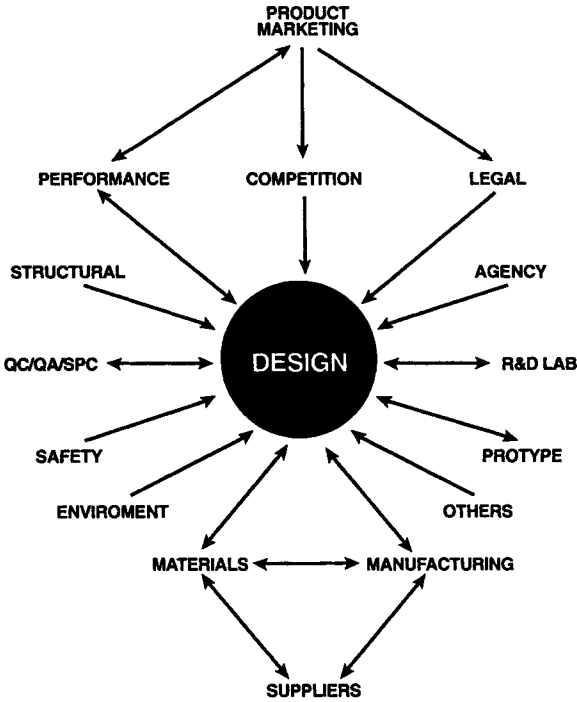 PRODUCT
MARKETING
PERFORMANCE
COMPETITION
LEGAL
STRUCTURAL
AGENCY
QC/QA/SPC
DESIGN
R&D LAB
SAFETY
PROTYPE
ENVIROMENT
OTHERS
MATERIALS
MANUFACTURING
SUPPLIERS